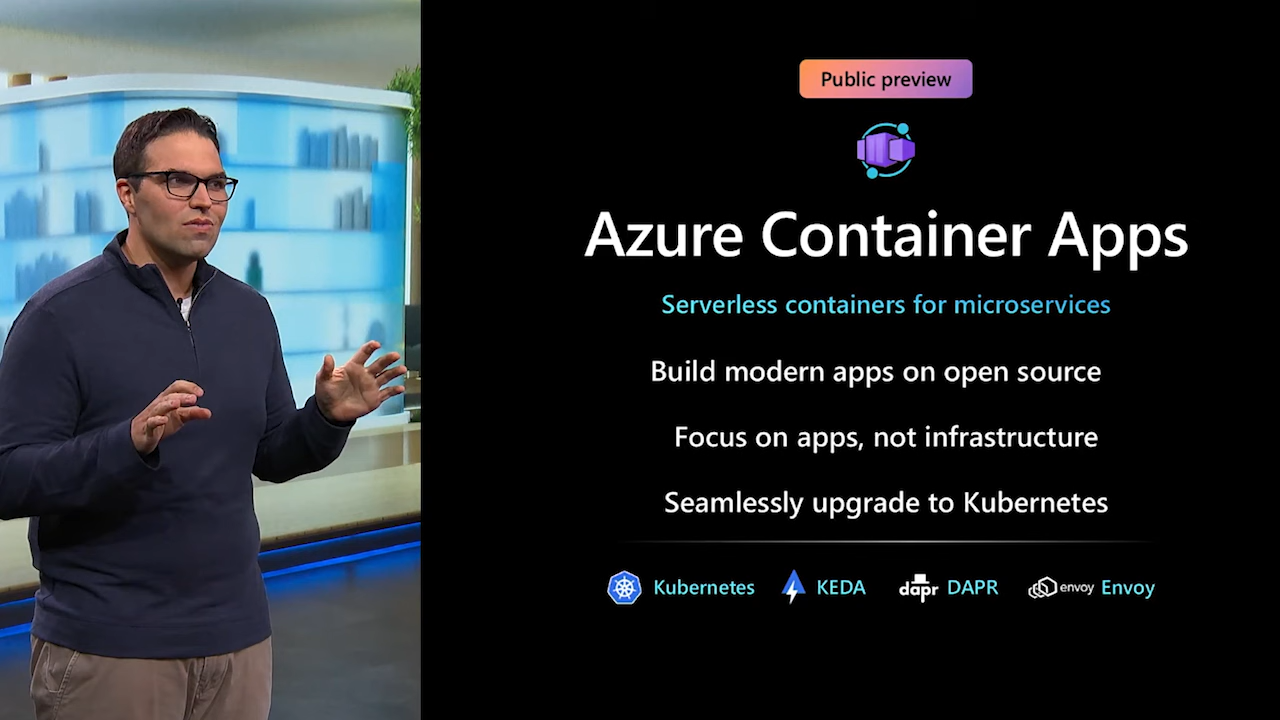 Public preview
Azure Container Apps
Serverless containers for microservices
Build modern apps on open source
Focus on apps, not infrastructure
Seamlessly upgrade to Kubernetes
Kubernetes KEDA dapr DAPR envoy Envoy